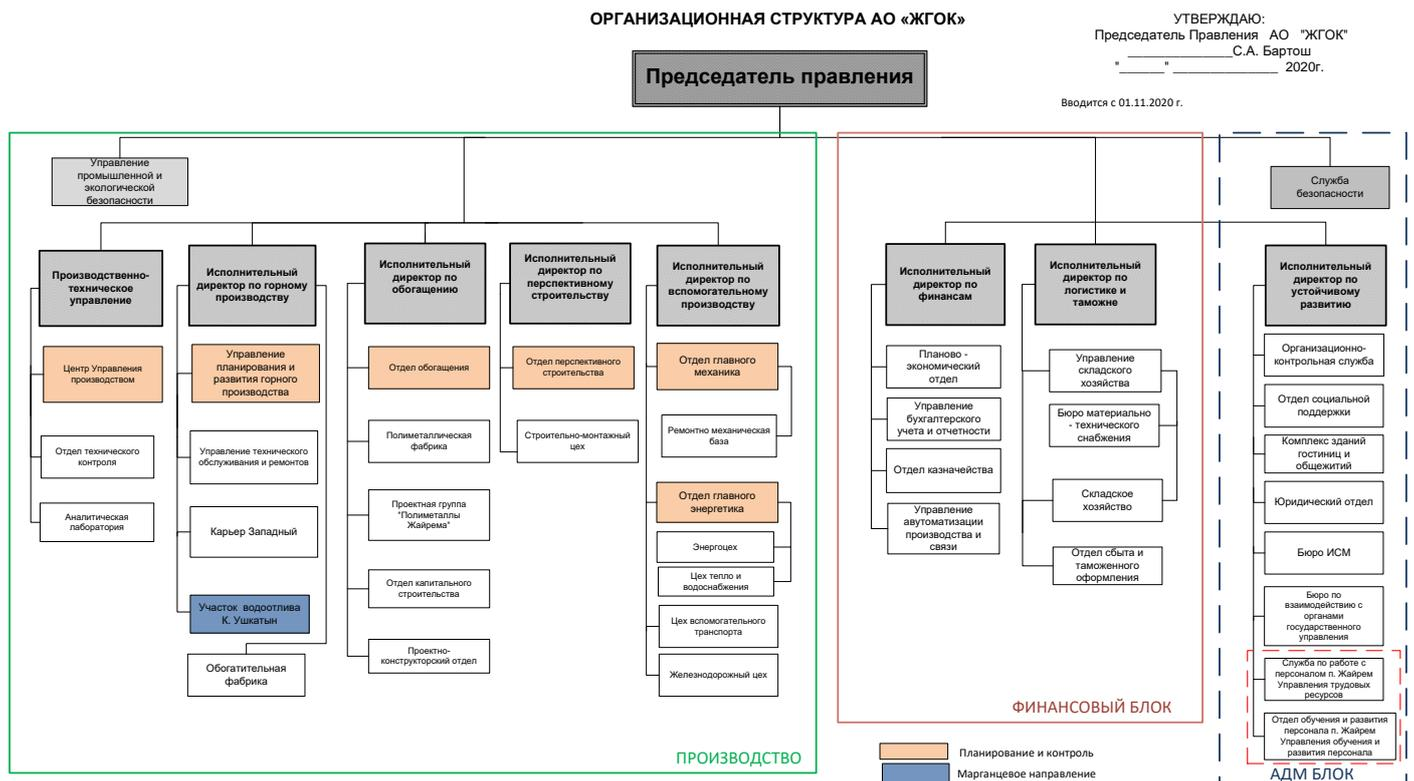 ОРГАНИЗАЦИОННАЯ СТРУКТУРА АО «ЖГОК»
УТВЕРЖДАЮ:
Председатель Правления АО "ЖГОК"
_______________С.А. Бартош
"______" _______________ 2020г.
Вводится с 01.11.2020 г.
Председатель правления
Управление
промышленной и
экологической
безопасности
Служба
безопасности
Производственно-
техническое
управление
Центр Управления
производством
Отдел технического
контроля
Аналитическая
лаборатория
Исполнительный
директор по горному
производству
Управление
планирования и
развития горного
производства
Управление технического
обслуживания и ремонтов
Карьер Западный
Участок водоотлива
К. Ушкатын
Обогатительная
фабрика
Исполнительный
директор по
обогащению
Отдел обогащения
Полиметаллическая
фабрика
Проектная группа
"Полиметаллы
Жайрема"
Отдел капитального
строительства
Проектно-
конструкторский отдел
Исполнительный
директор по
перспективному
строительству
Отдел перспективного
строительства
Строительно-монтажный
цех
Исполнительный
директор по
вспомогательному
производству
Отдел главного
механика
Ремонтно механическая
база
Отдел главного
энергетика
Энергоцех
Цех тепло и
водоснабжения
Цех вспомогательного
транспорта
Железнодорожный цех
ПРОИЗВОДСТВО
Исполнительный
директор по
финансам
Планово -
экономический
отдел
Управление
бухгалтерского
учета и отчетности
Отдел казначейства
Управление
авутоматизации
производства и
связи
Исполнительный
директор по
логистике и
таможне
Управление
складского
хозяйства
Бюро материально
- технического
снабжения
Складское
хозяйство
Отдел сбыта и
таможенного
оформления
ФИНАНСОВЫЙ БЛОК
Исполнительный
директор по
устойчивому
развитию
Организационно-
контрольная служба
Отдел социальной
поддержки
Комплекс зданий
гостиниц и
общежитий
Юридический отдел
Бюро ИСМ
Бюро по
взаимодействию с
органами
государственного
управления
Служба по работе с
персоналом п. Жайрем
Управления трудовых
ресурсов
Отдел обучения и развития
персонала п. Жайрем
Управления обучения и
развития персонала
АДМ БЛОК
Планирование и контроль
Марганцевое направление